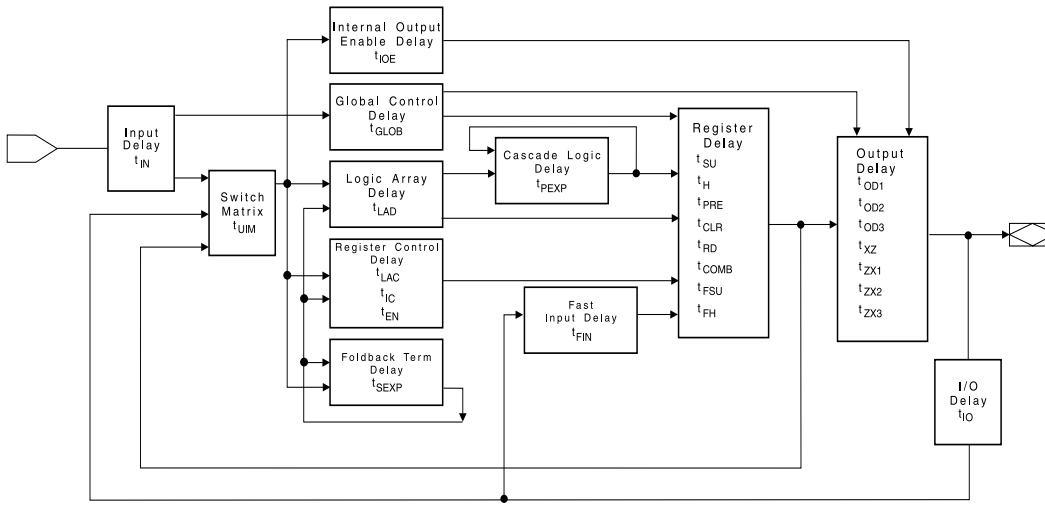 Internal Output
Enable Delay
tIOE
Global Control
Delay
tGLOB
Input
Delay
tIN
Switch
Matrix
tUIM
Logic Array
Delay
tLAD
Cascade Logic
Delay
tPEXP
Register Control
Delay
tLAC
tIC
tEN
Foldback Term
Delay
tSEXP
Fast
Input Delay
tFIN
Register
Delay
tSU
tH
tPRE
tCLR
tRD
tCOMB
tFSU
tFH
Output
Delay
tOD1
tOD2
tOD3
tXZ
tZX1
tZX2
tZX3
I/O
Delay
tIO